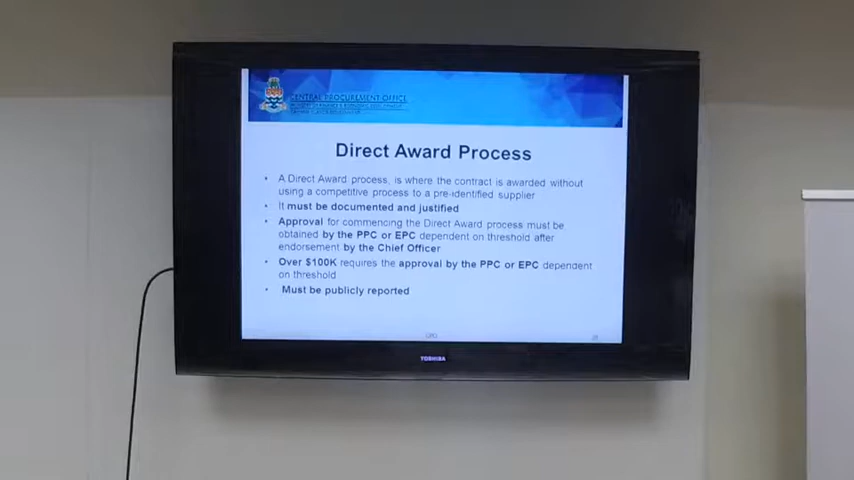 CENTRAL PROCUREMENT OFFICE
Direct Award Process
• A Direct Award process, is where the contract is awarded without
using a competitive process to a pre-identified supplier
• It must be documented and justified
• Approval for commencing the Direct Award process must be
obtained by the PPC or EPC dependent on threshold after
endorsement by the Chief Officer
• Over $100K requires the approval by the PPC or EPC dependent
on threshold
• Must be publicly reported
CPO
TOSHIBA